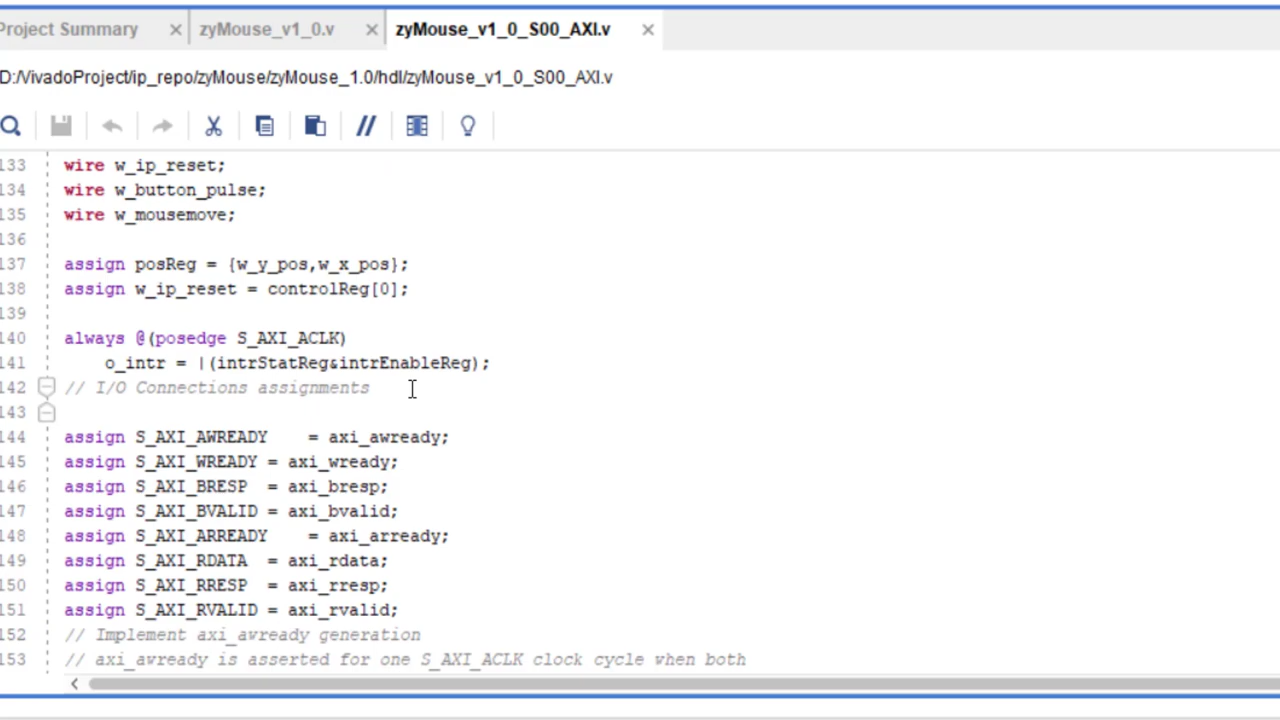 Project Summary
zyMouse_v1_0.v
zyMouse_v1_0_S00_AXI.v
D:/VivadoProject/ip_repo/zyMouse/zyMouse_1.0/hdl/zyMouse_v1_0_S00_AXI.v
133 wire w_ip_reset;
134 wire w_button_pulse;
135 wire w_mousemove;
136
137 assign posReg = {w_y_pos,w_x_pos};
138 assign w_ip_reset = controlReg[0];
139
140 always @(posedge S_AXI_ACLK)
141 o_intr = |(intrStatReg&intrEnableReg);
142 // I/O Connections assignments
143
144 assign S_AXI_AWREADY = axi_awready;
145 assign S_AXI_WREADY = axi_wready;
146 assign S_AXI_BRESP = axi_bresp;
147 assign S_AXI_BVALID = axi_bvalid;
148 assign S_AXI_ARREADY = axi_arready;
149 assign S_AXI_RDATA = axi_rdata;
150 assign S_AXI_RRESP = axi_rresp;
151 assign S_AXI_RVALID = axi_rvalid;
152 // Implement axi_awready generation
153 // axi_awready is asserted for one S_AXI_ACLK clock cycle when both